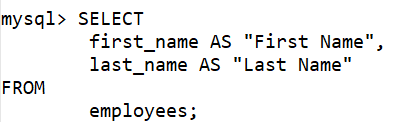 mysql> SELECT
first_name AS "First Name",
last_name AS "Last Name"
FROM
employees;